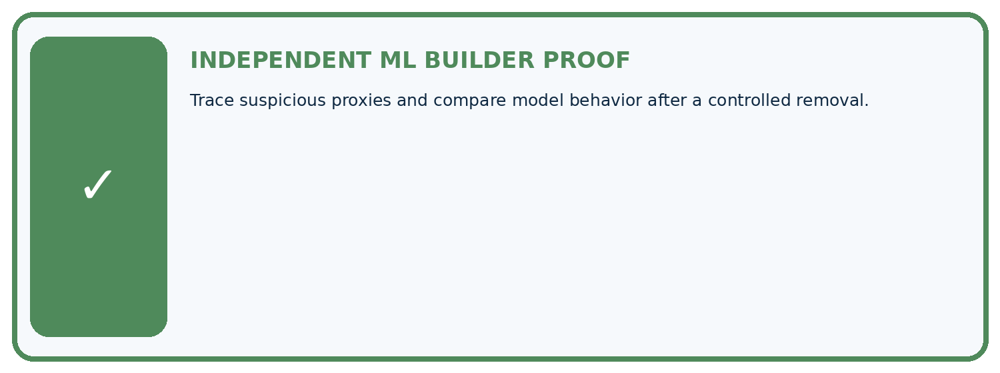 INDEPENDENT ML BUILDER PROOF
Trace suspicious proxies and compare model behavior after a controlled removal.
✓